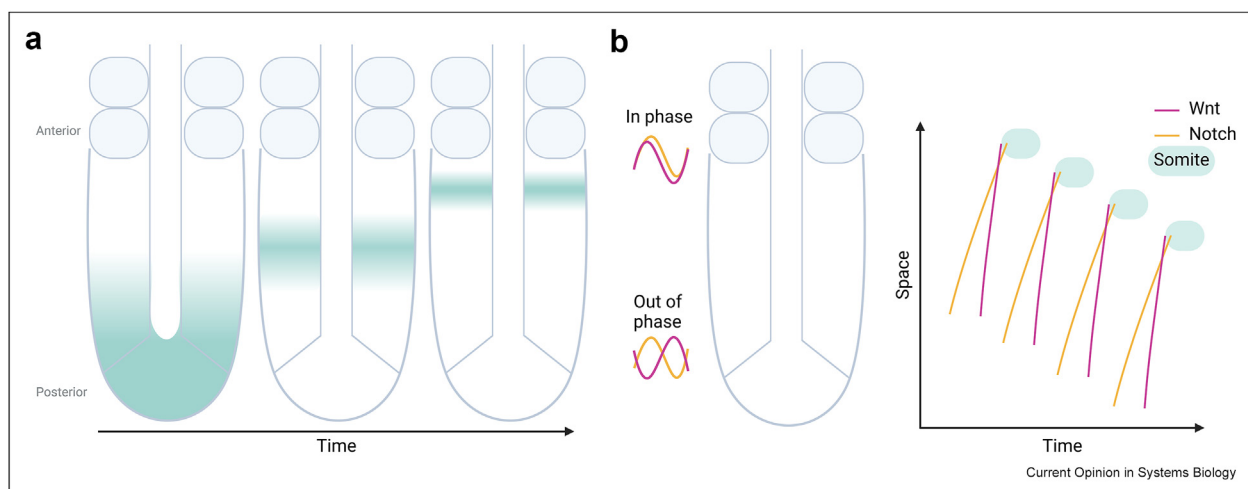 a
Anterior
Posterior
Time
b
In phase
Out of
phase
Wnt
Notch
Somite
Space
Time
Current Opinion in Systems Biology